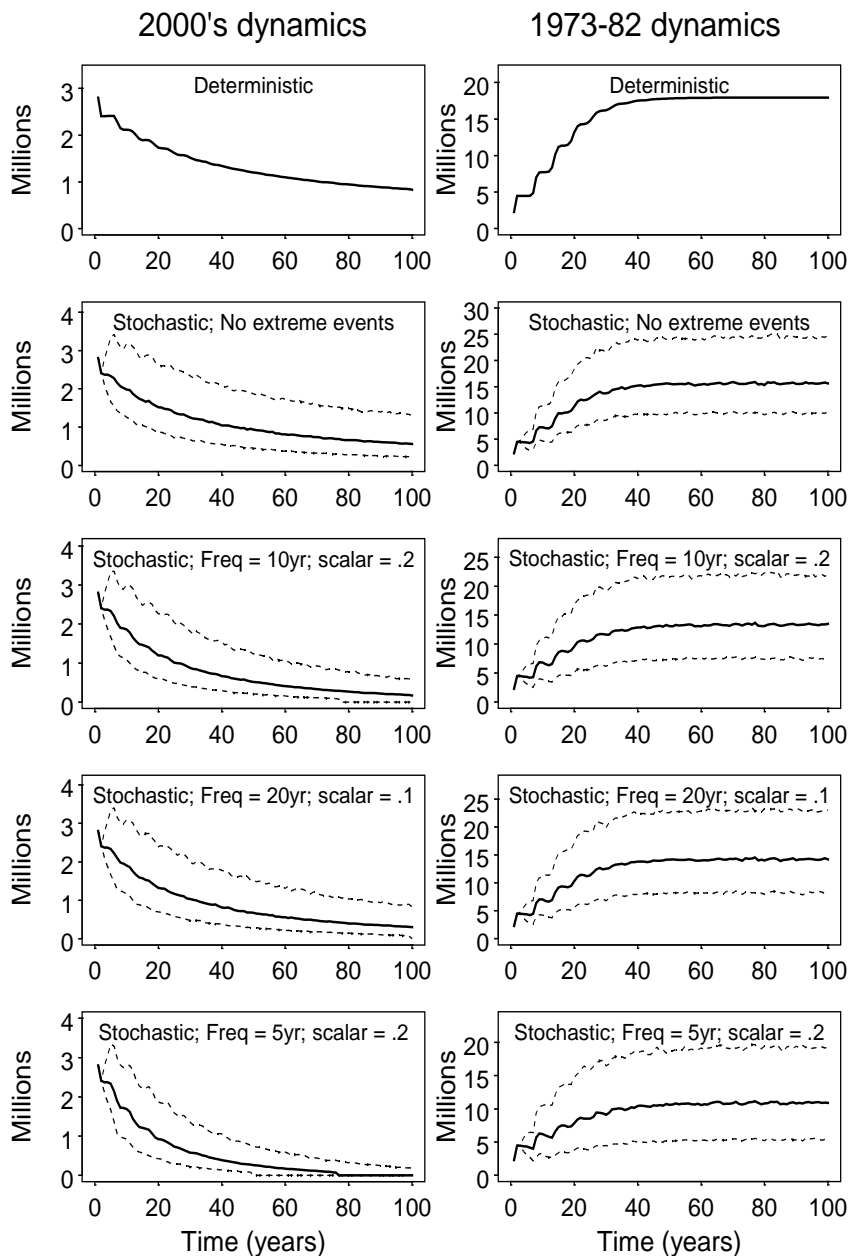 2000's dynamics
1973-82 dynamics
Deterministic
Millions
3
2
1
0
0 20 40 60 80 100
Deterministic
Millions
20
15
10
5
0
0 20 40 60 80 100
Stochastic; No extreme events
Millions
4
3
2
1
0
0 20 40 60 80 100
Stochastic; No extreme events
Millions
30
25
20
15
10
5
0
0 20 40 60 80 100
Stochastic; Freq = 10yr; scalar = .2
Millions
4
3
2
1
0
0 20 40 60 80 100
Stochastic; Freq = 10yr; scalar = .2
Millions
25
20
15
10
5
0
0 20 40 60 80 100
Stochastic; Freq = 20yr; scalar = .1
Millions
4
3
2
1
0
0 20 40 60 80 100
Stochastic; Freq = 20yr; scalar = .1
Millions
25
20
15
10
5
0
0 20 40 60 80 100
Stochastic; Freq = 5yr; scalar = .2
Millions
4
3
2
1
0
0 20 40 60 80 100
Time (years)
Stochastic; Freq = 5yr; scalar = .2
Millions
20
15
10
5
0
0 20 40 60 80 100
Time (years)